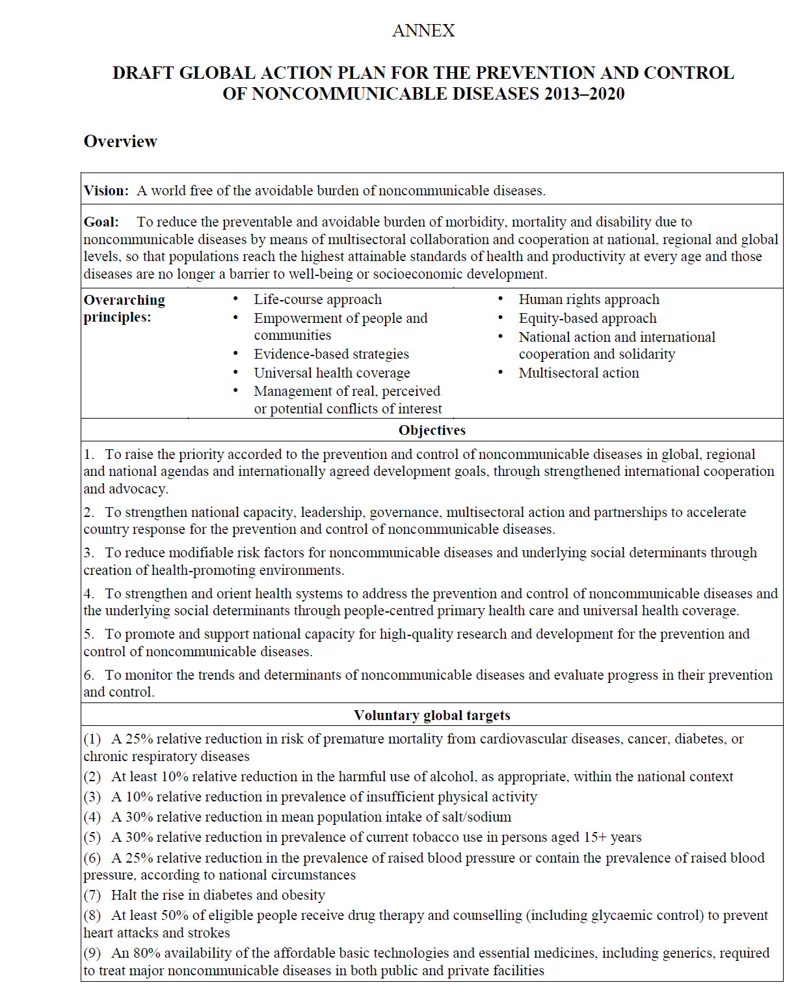 ANNEX
DRAFT GLOBAL ACTION PLAN FOR THE PREVENTION AND CONTROL
OF NONCOMMUNICABLE DISEASES 2013–2020
Overview
Vision: A world free of the avoidable burden of noncommunicable diseases.
Goal: To reduce the preventable and avoidable burden of morbidity, mortality and disability due to
noncommunicable diseases by means of multisectoral collaboration and cooperation at national, regional and global
levels, so that populations reach the highest attainable standards of health and productivity at every age and those
diseases are no longer a barrier to well-being or socioeconomic development.
Overarching
principles:
• Life-course approach
• Empowerment of people and
communities
• Evidence-based strategies
• Universal health coverage
• Management of real, perceived
or potential conflicts of interest
• Human rights approach
• Equity-based approach
• National action and international
cooperation and solidarity
• Multisectoral action
Objectives
1. To raise the priority accorded to the prevention and control of noncommunicable diseases in global, regional
and national agendas and internationally agreed development goals, through strengthened international cooperation
and advocacy.
2. To strengthen national capacity, leadership, governance, multisectoral action and partnerships to accelerate
country response for the prevention and control of noncommunicable diseases.
3. To reduce modifiable risk factors for noncommunicable diseases and underlying social determinants through
creation of health-promoting environments.
4. To strengthen and orient health systems to address the prevention and control of noncommunicable diseases and
the underlying social determinants through people-centred primary health care and universal health coverage.
5. To promote and support national capacity for high-quality research and development for the prevention and
control of noncommunicable diseases.
6. To monitor the trends and determinants of noncommunicable diseases and evaluate progress in their prevention
and control.
Voluntary global targets
(1) A 25% relative reduction in risk of premature mortality from cardiovascular diseases, cancer, diabetes, or
chronic respiratory diseases
(2) At least 10% relative reduction in the harmful use of alcohol, as appropriate, within the national context
(3) A 10% relative reduction in prevalence of insufficient physical activity
(4) A 30% relative reduction in mean population intake of salt/sodium
(5) A 30% relative reduction in prevalence of current tobacco use in persons aged 15+ years
(6) A 25% relative reduction in the prevalence of raised blood pressure or contain the prevalence of raised blood
pressure, according to national circumstances
(7) Halt the rise in diabetes and obesity
(8) At least 50% of eligible people receive drug therapy and counselling (including glycaemic control) to prevent
heart attacks and strokes
(9) An 80% availability of the affordable basic technologies and essential medicines, including generics, required
to treat major noncommunicable diseases in both public and private facilities